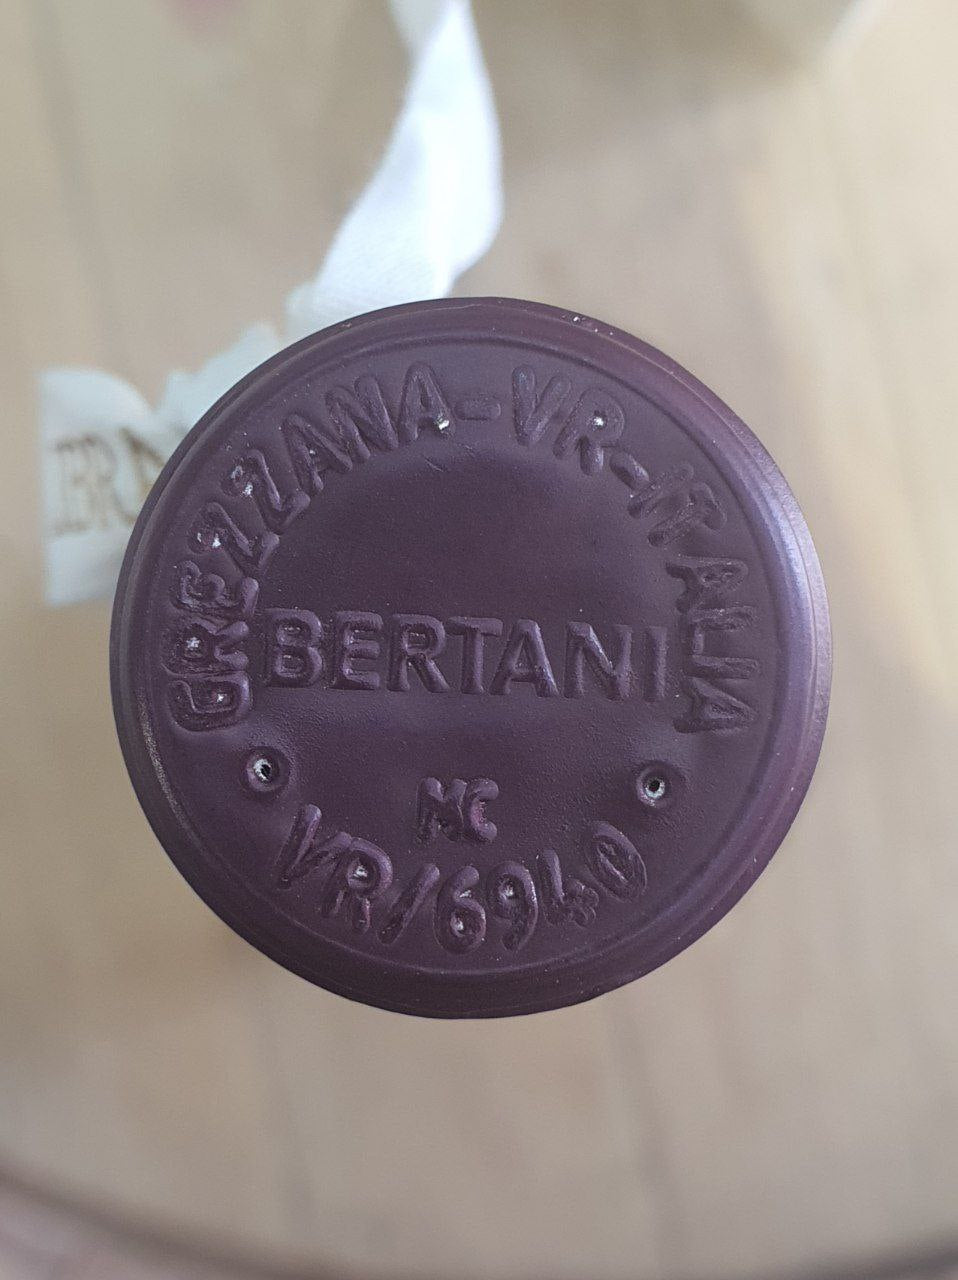 GREZZANA-VR-ITALIA
BERTANI
MC
VR/6940